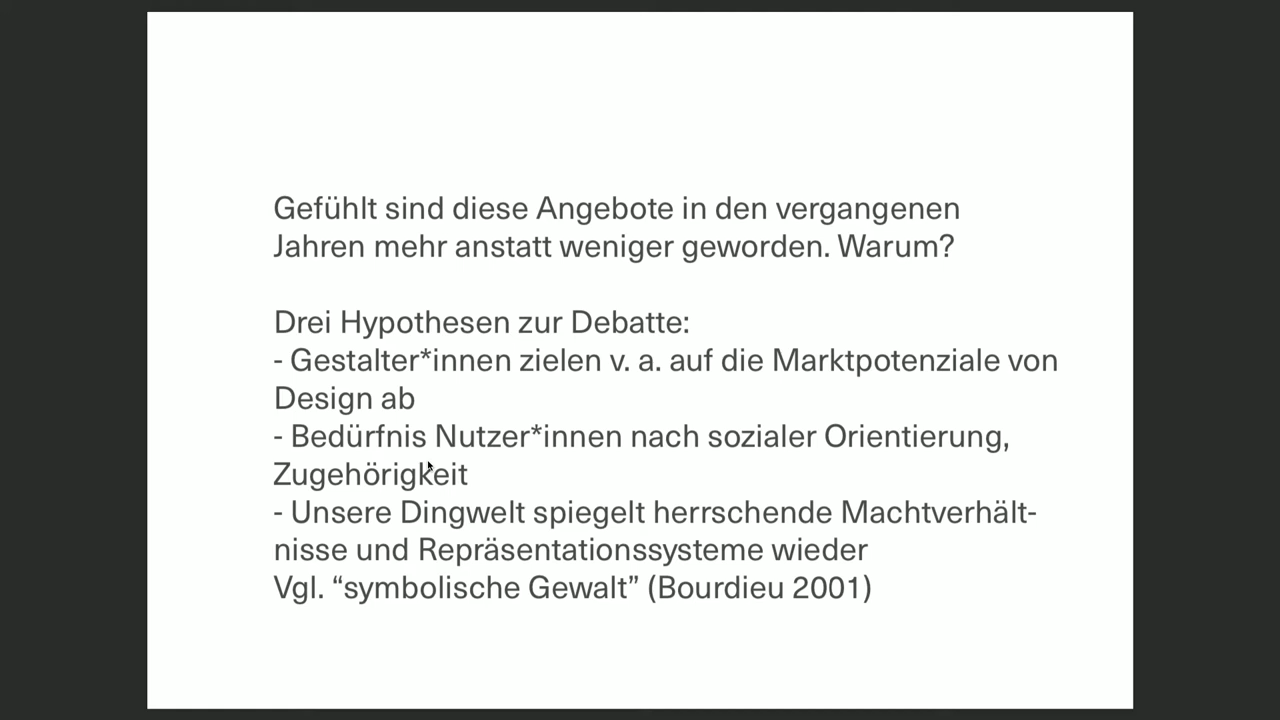 Gefühlt sind diese Angebote in den vergangenen
Jahren mehr anstatt weniger geworden. Warum?
Drei Hypothesen zur Debatte:
- Gestalter*innen zielen v. a. auf die Marktpotenziale von
Design ab
- Bedürfnis Nutzer*innen nach sozialer Orientierung,
Zugehörigkeit
- Unsere Dingwelt spiegelt herrschende Machtverhält-
nisse und Repräsentationssysteme wieder
Vgl. “symbolische Gewalt” (Bourdieu 2001)